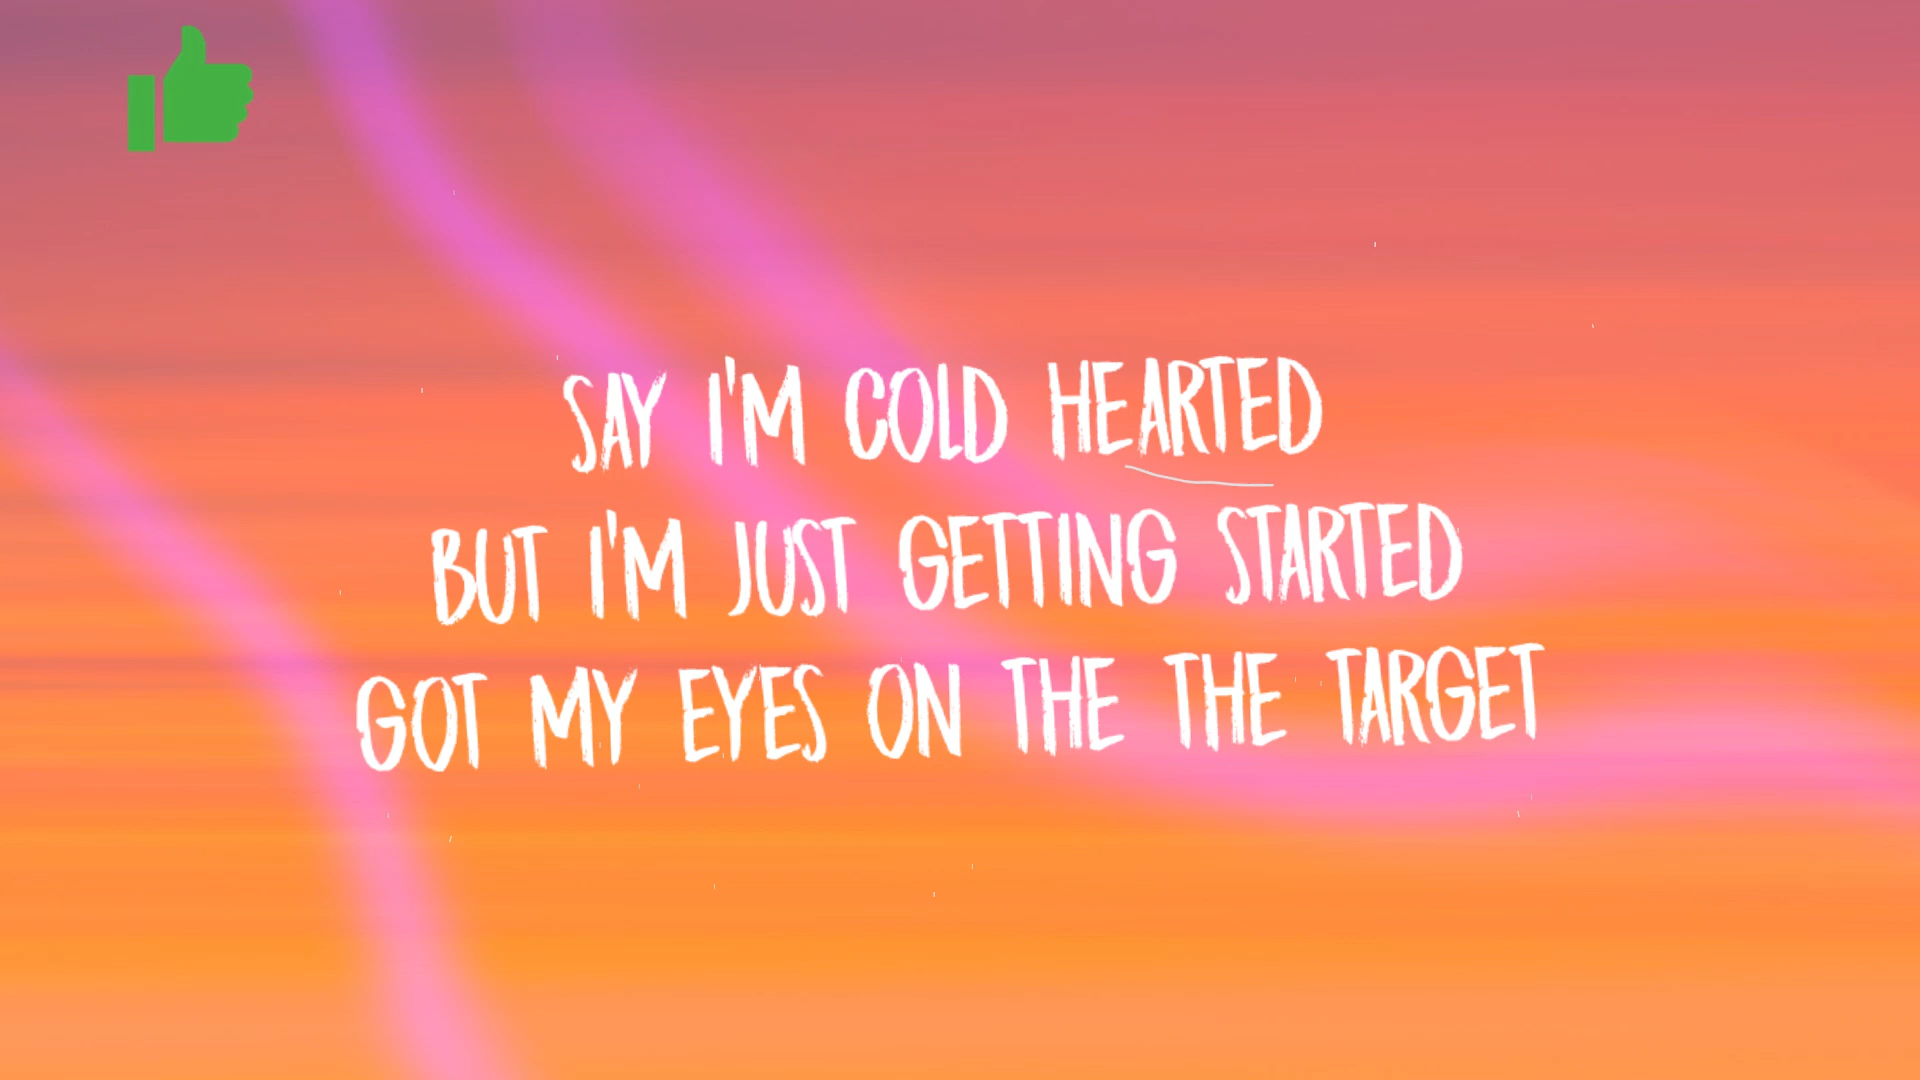 SAY I'M COLD HEARTED
BUT I'M JUST GETTING STARTED
GOT MY EYES ON THE THE TARGET